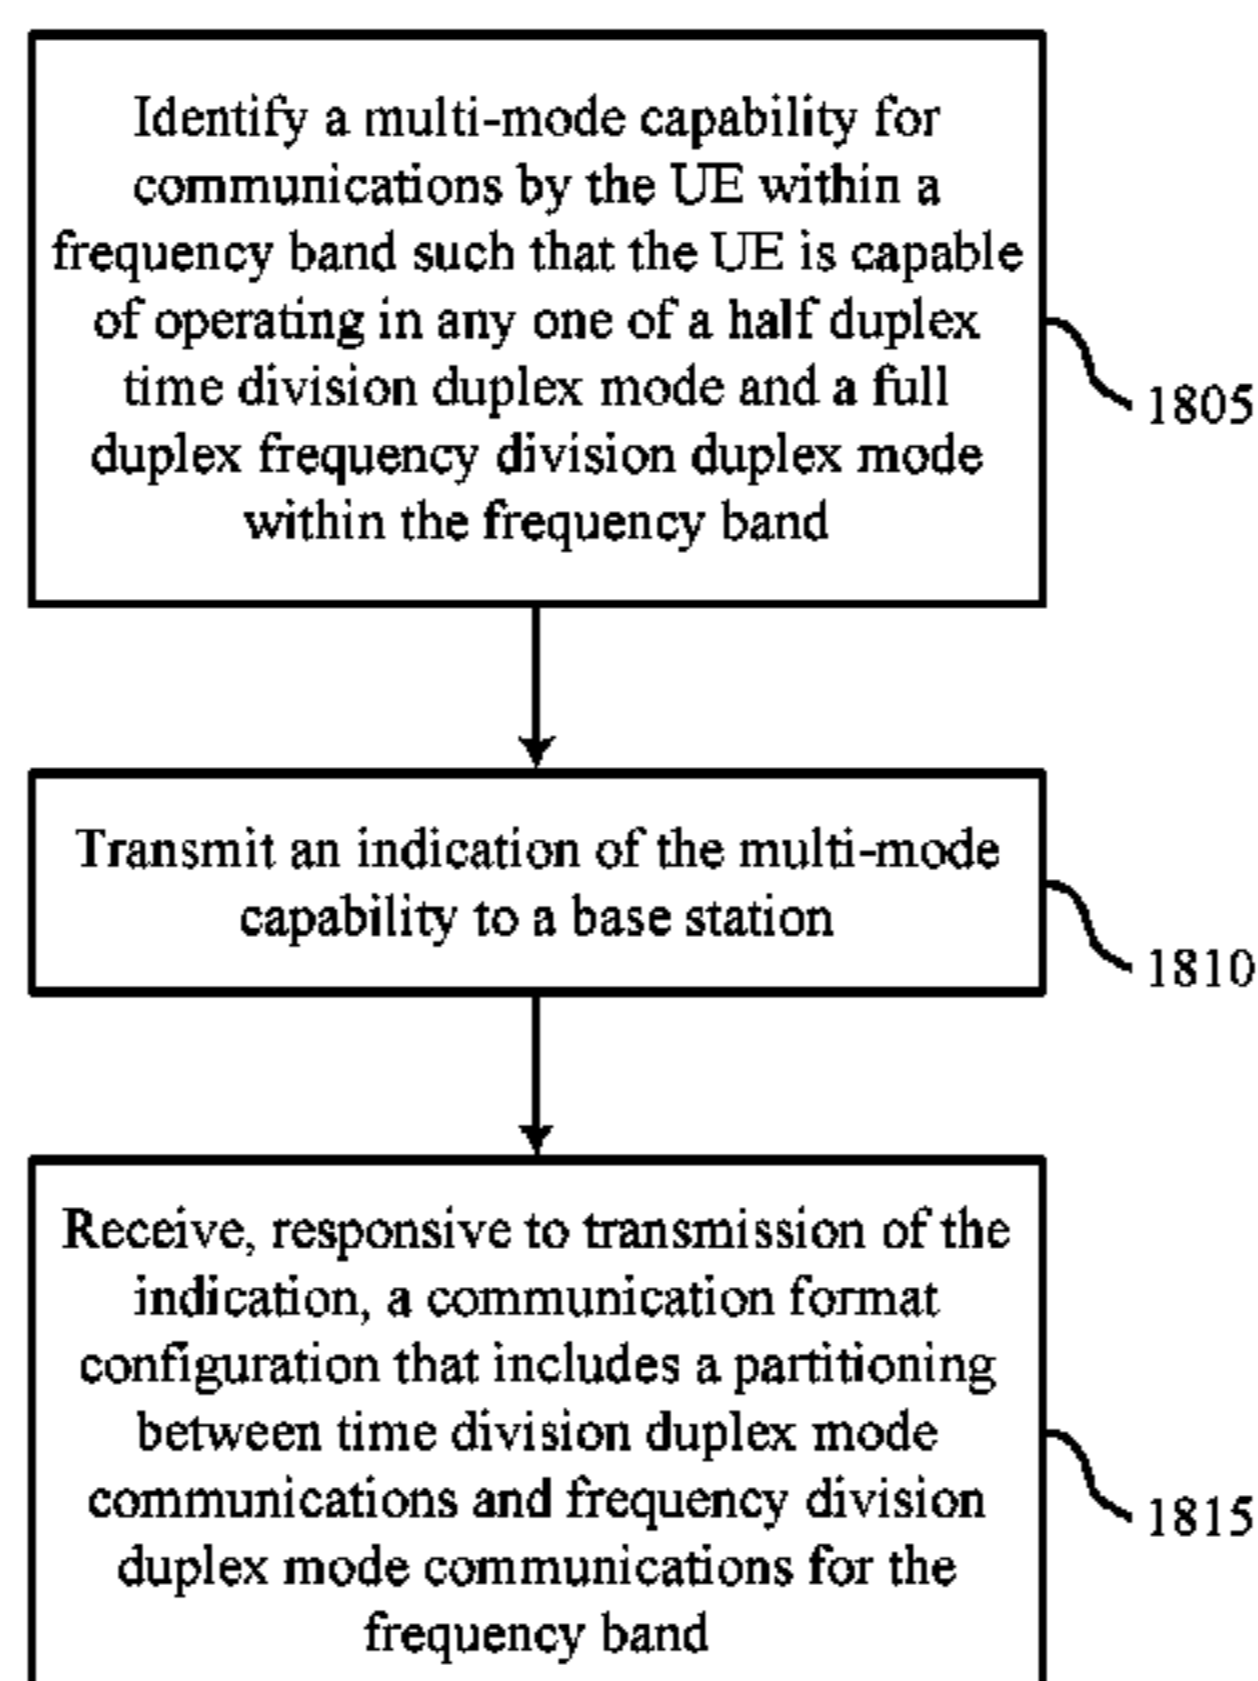 Identify a multi-mode capability for
communications by the UE within a
frequency band such that the UE is capable
of operating in any one of a half duplex
time division duplex mode and a full
duplex frequency division duplex mode
within the frequency band
1805
Transmit an indication of the multi-mode
capability to a base station
1810
Receive, responsive to transmission of the
indication, a communication format
configuration that includes a partitioning
between time division duplex mode
communications and frequency division
duplex mode communications for the
frequency band
1815